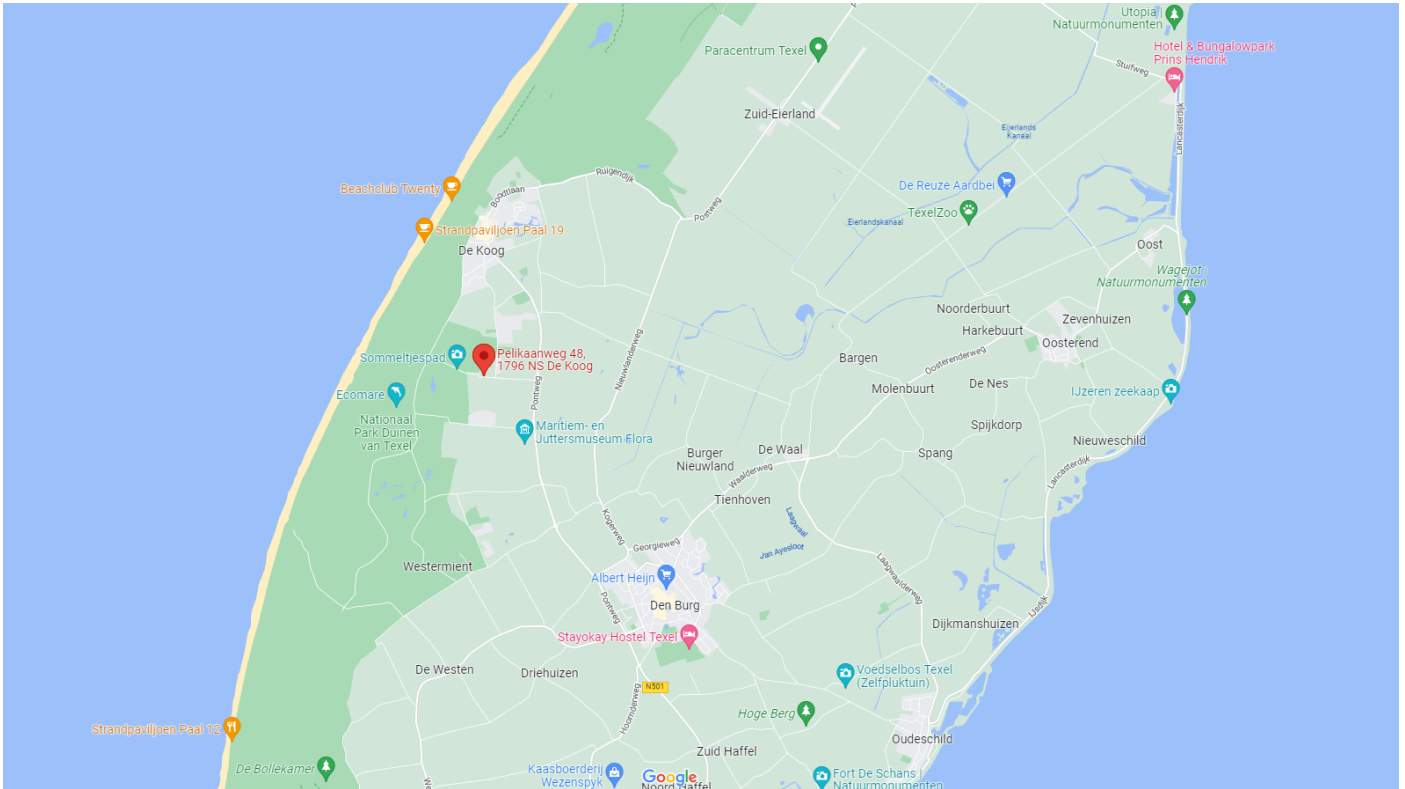 Utopia |
Natuurmonumenten
Paracentrum Texel
Hotel & Bungalowpark
Prins Hendrik
Stuifweg
Zuid-Eierland
Lancasterdijk
Eijerlands
Kanaal
Ruigendijk
Boodtlaan
Beachclub Twenty
De Reuze Aardbei
Postweg
TexelZoo
Eierlandskanaal
Strandpaviljoen Paal 19
De Koog
Oost
Wagejot |
Natuurmonumenten
Noorderbuurt
Zevenhuizen
Harkebuurt
Oosterend
Nieuwlanderweg
Sommeltjespad
Pelikaanweg 48,
1796 NS De Koog
Bargen
Oosterenderweg
Molenbuurt
De Nes
Ecomare
Pontweg
IJzeren zeekaap
Nationaal
Park Duinen
van Texel
Maritiem- en
Juttersmuseum Flora
Spijkdorp
Nieuweschild
Burger
Nieuwland
De Waal
Spang
Waalderweg
Lancasterdijk
Tienhoven
Kogerweg
Laagwaal
Georgieweg
Jan Ayesloot
Westermient
Laagwaalderweg
Albert Heijn
Den Burg
Pontweg
IJsdijk
Dijkmanshuizen
Stayokay Hostel Texel
De Westen
Driehuizen
Voedselbos Texel
(Zelfpluktuin)
N501
Hoornderweg
Hoge Berg
Strandpaviljoen Paal 12
Oudeschild
Zuid Haffel
De Bollekamer
Kaasboerderij
Wezenspyk
Google
Noord Haffel
Fort De Schans |
Natuurmonumenten